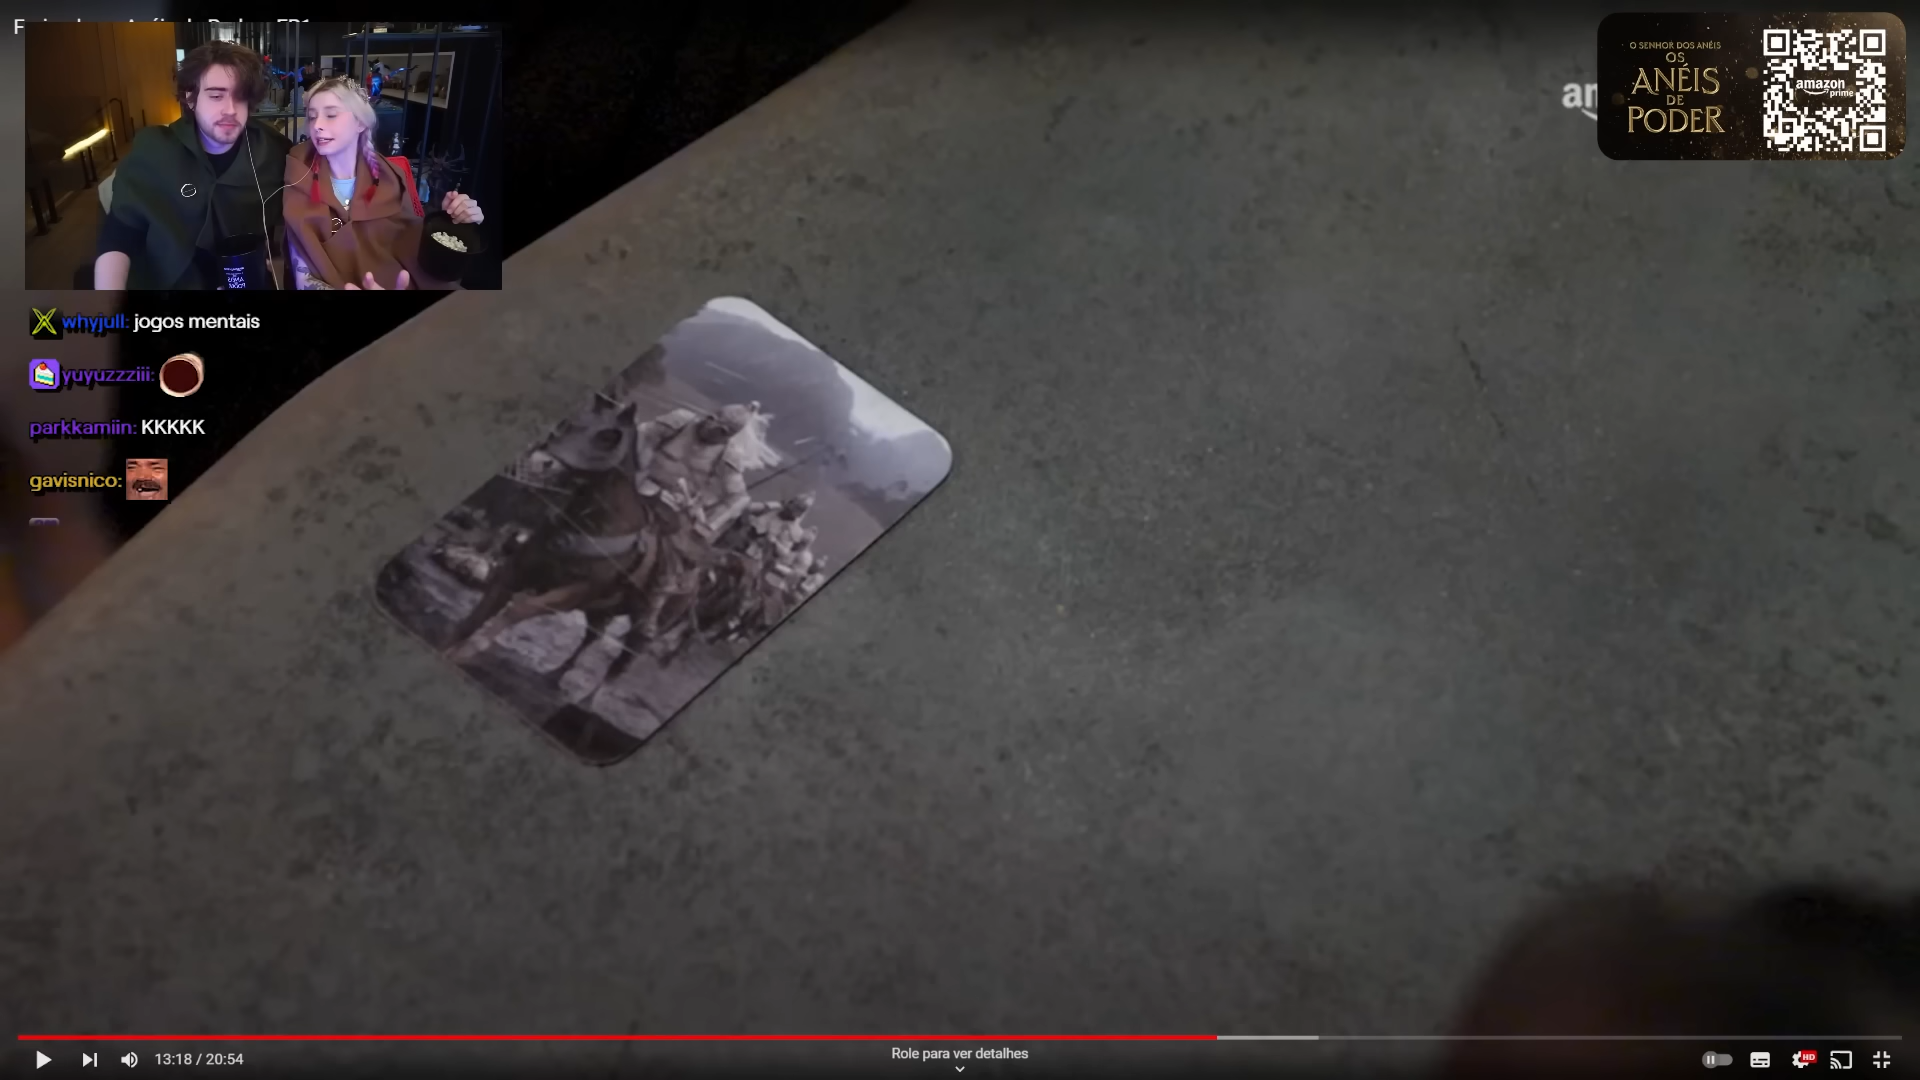 O SENHOR DOS ANÉIS
OS
ANÉIS
DE
PODER
amazon
prime
whyjull: jogos mentais
yuyuzzziii:
parkkamiin: KKKKK
gavisnico:
13:18 / 20:54
Role para ver detalhes
HD